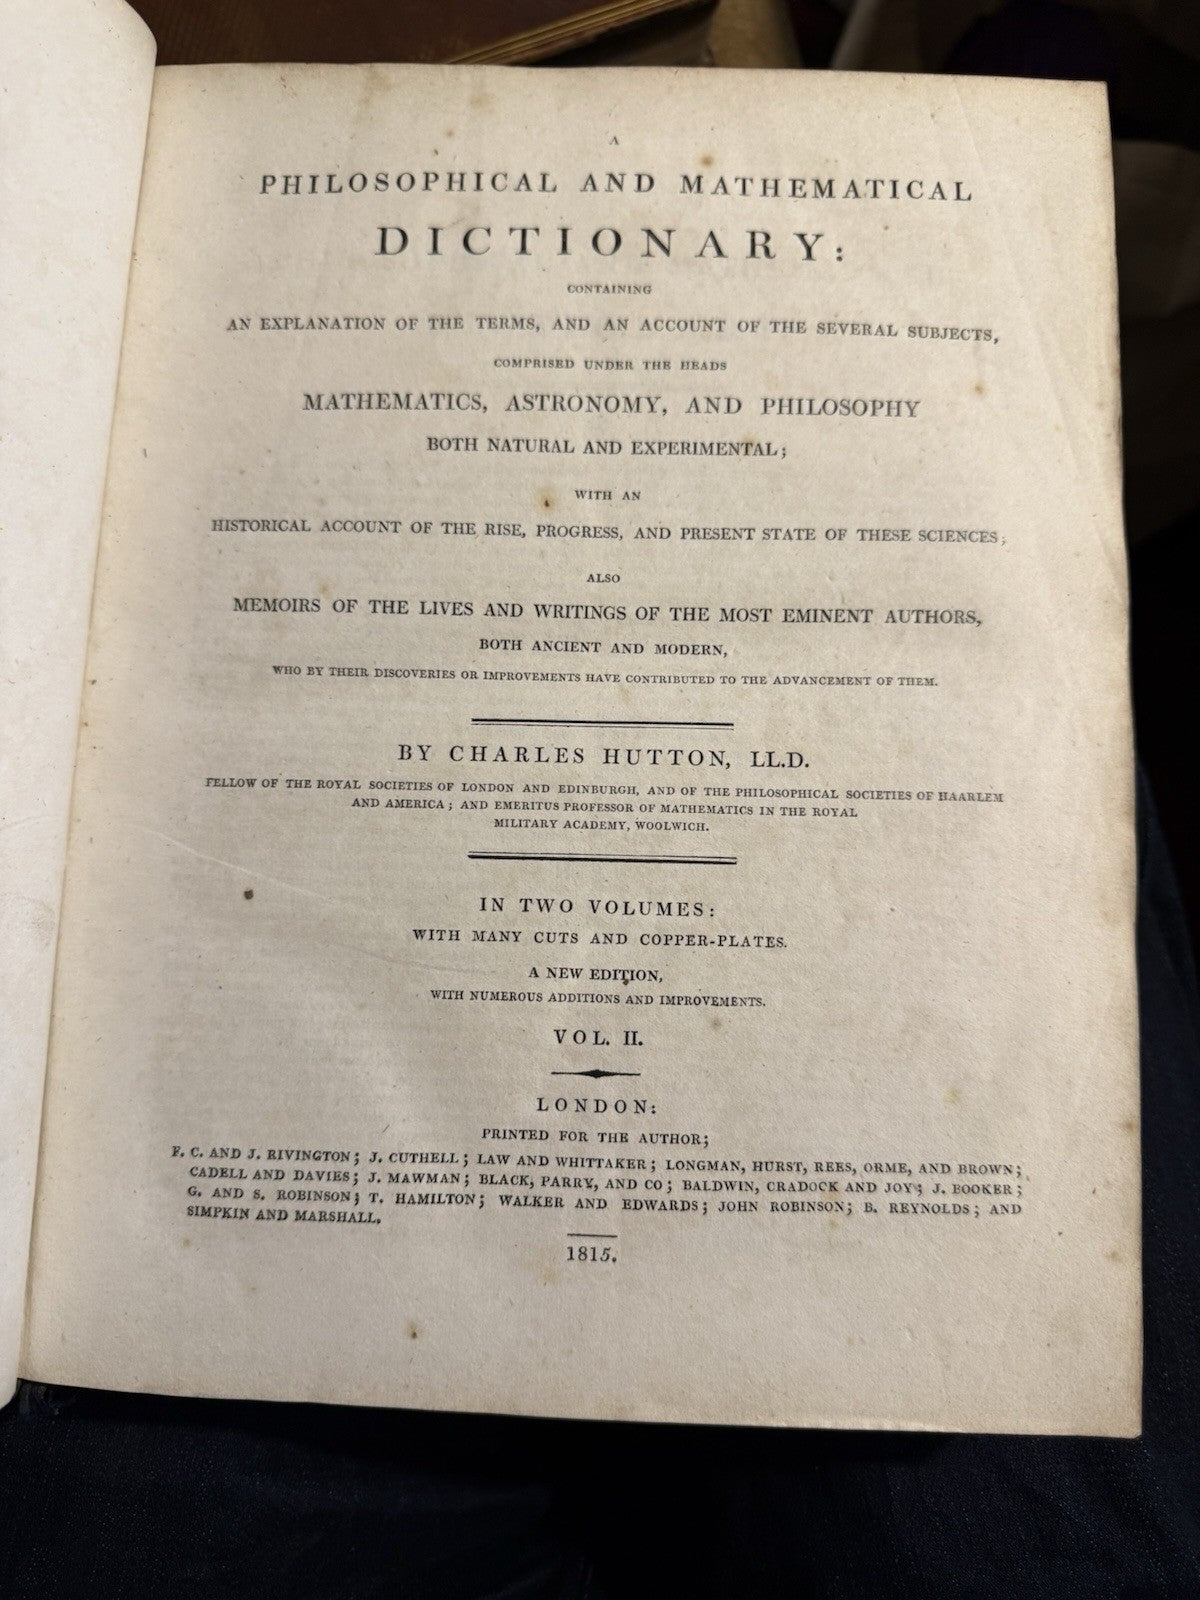 A
PHILOSOPHICAL AND MATHEMATICAL
DICTIONARY:
CONTAINING
AN EXPLANATION OF THE TERMS, AND AN ACCOUNT OF THE SEVERAL SUBJECTS,
COMPRISED UNDER THE HEADS
MATHEMATICS, ASTRONOMY, AND PHILOSOPHY
BOTH NATURAL AND EXPERIMENTAL;
WITH AN
HISTORICAL ACCOUNT OF THE RISE, PROGRESS, AND PRESENT STATE OF THESE SCIENCES;
ALSO
MEMOIRS OF THE LIVES AND WRITINGS OF THE MOST EMINENT AUTHORS,
BOTH ANCIENT AND MODERN,
WHO BY THEIR DISCOVERIES OR IMPROVEMENTS HAVE CONTRIBUTED TO THE ADVANCEMENT OF THEM.
BY CHARLES HUTTON, LL.D.
FELLOW OF THE ROYAL SOCIETIES OF LONDON AND EDINBURGH, AND OF THE PHILOSOPHICAL SOCIETIES OF HAARLEM
AND AMERICA; AND EMERITUS PROFESSOR OF MATHEMATICS IN THE ROYAL
MILITARY ACADEMY, WOOLWICH.
IN TWO VOLUMES:
WITH MANY CUTS AND COPPER-PLATES.
A NEW EDITION,
WITH NUMEROUS ADDITIONS AND IMPROVEMENTS.
VOL. II.
LONDON:
PRINTED FOR THE AUTHOR;
F. C. AND J. RIVINGTON; J. CUTHELL; LAW AND WHITTAKER; LONGMAN, HURST, REES, ORME, AND BROWN;
CADELL AND DAVIES; J. MAWMAN; BLACK, PARRY, AND CO; BALDWIN, CRADOCK AND JOY; J. BOOKER;
G. AND S. ROBINSON; T. HAMILTON; WALKER AND EDWARDS; JOHN ROBINSON; B. REYNOLDS; AND
SIMPKIN AND MARSHALL.
1815.